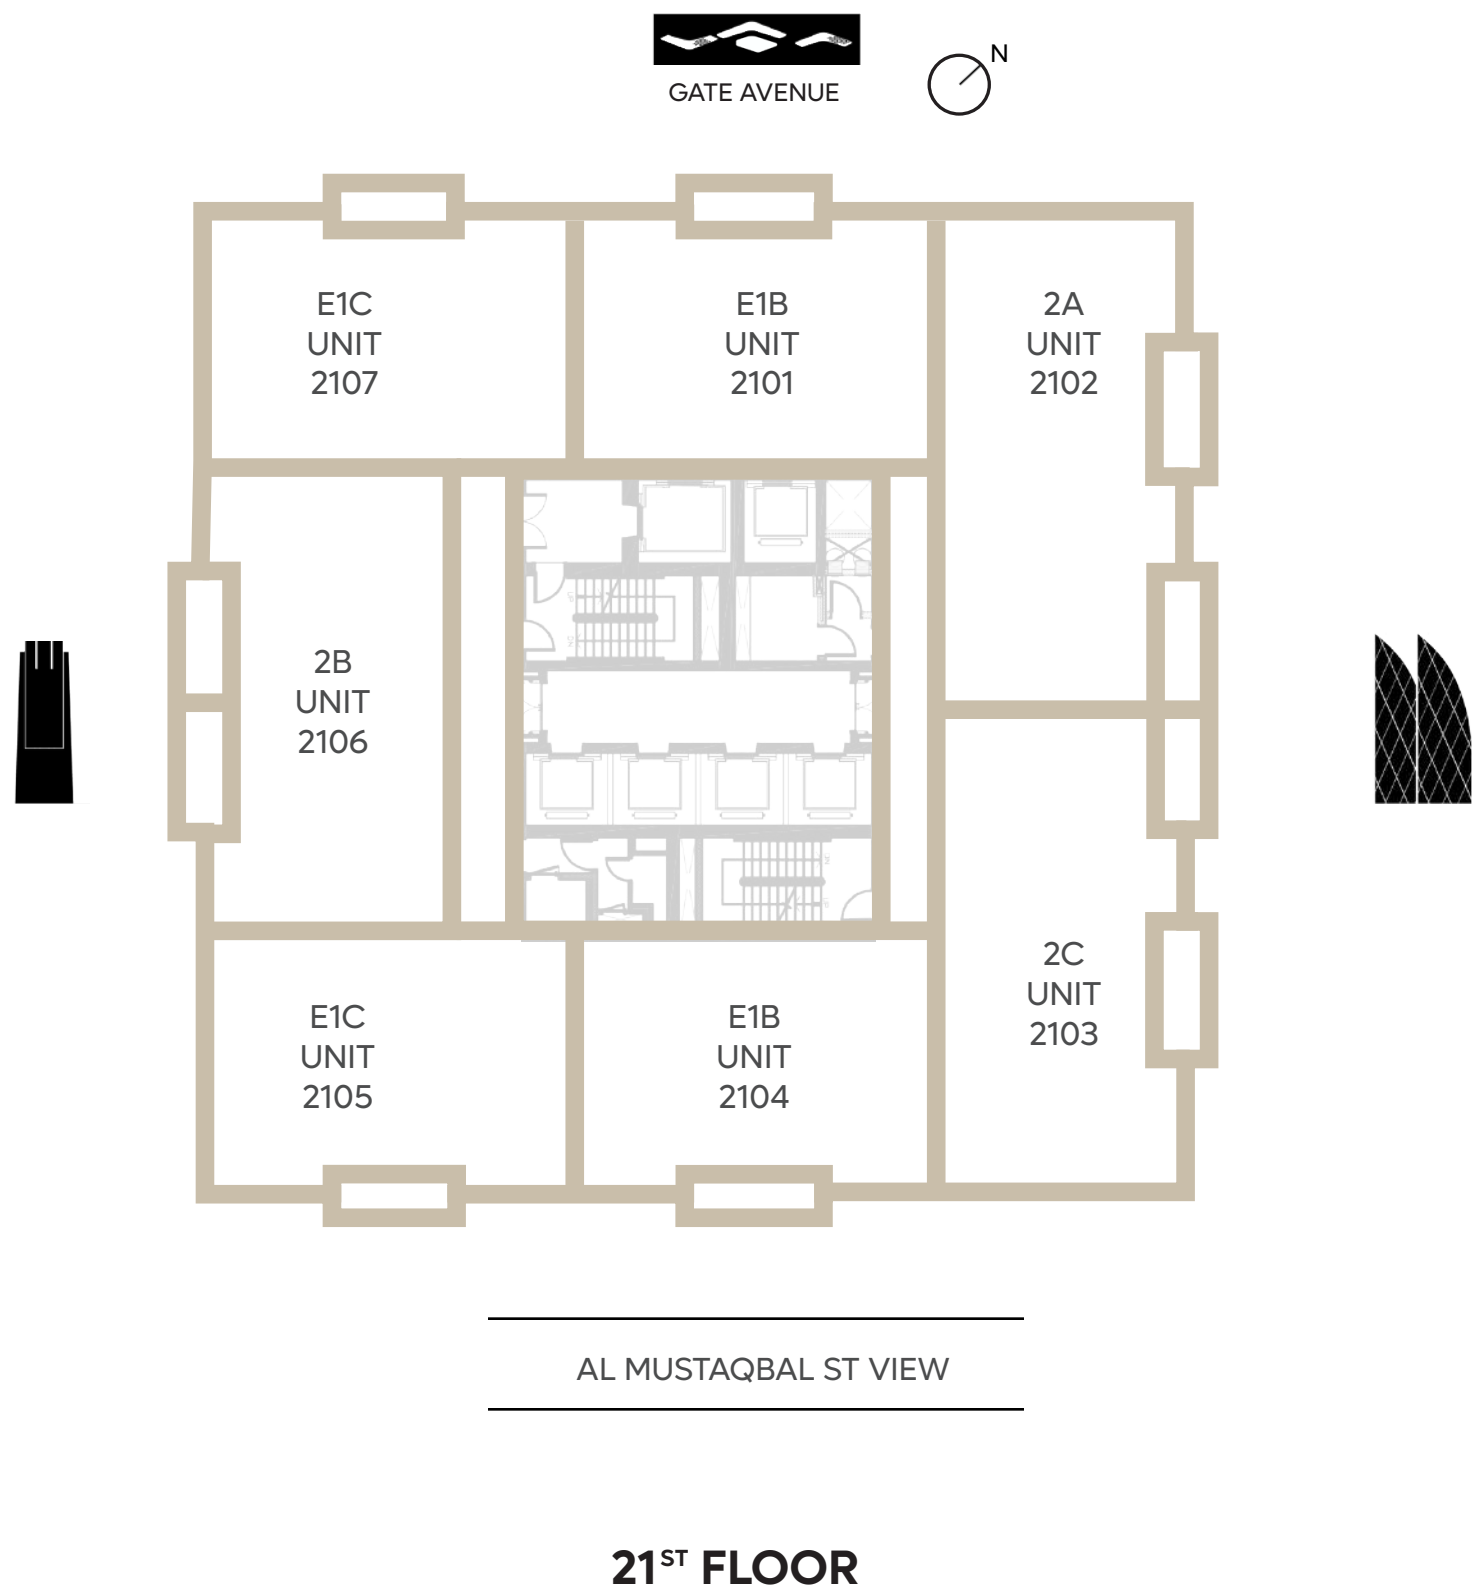 GATE AVENUE
N
E1C
UNIT
2107
E1B
UNIT
2101
2A
UNIT
2102
2B
UNIT
2106
2C
UNIT
2103
E1C
UNIT
2105
E1B
UNIT
2104
AL MUSTAQBAL ST VIEW
21ST FLOOR